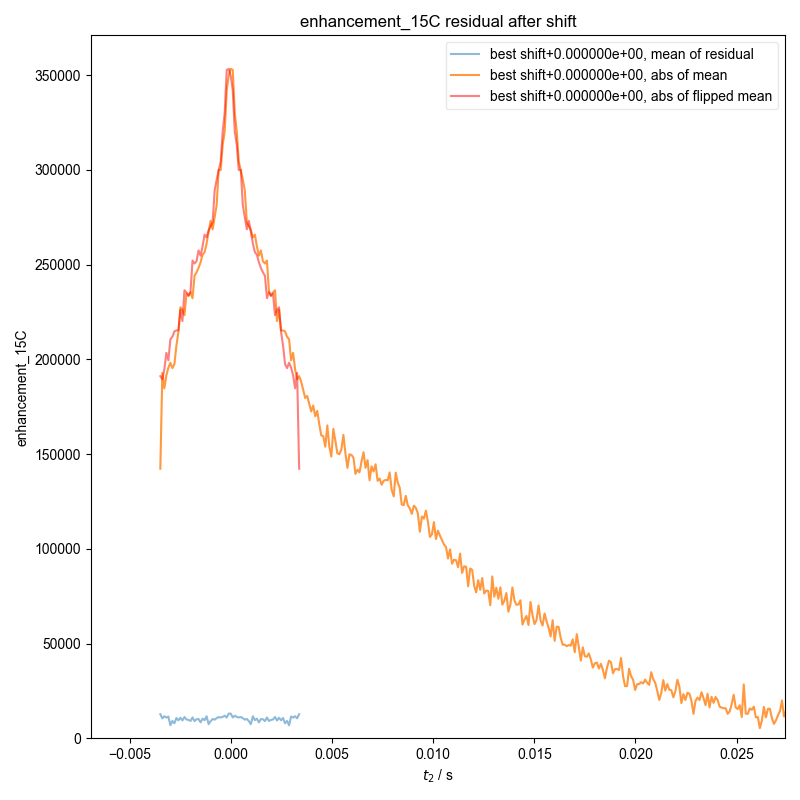 enhancement_15C residual after shift
best shift+0.000000e+00, mean of residual
best shift+0.000000e+00, abs of mean
best shift+0.000000e+00, abs of flipped mean
enhancement_15C
350000
300000
250000
200000
150000
100000
50000
0
−0.005 0.000 0.005 0.010 0.015 0.020 0.025
t₂ / s